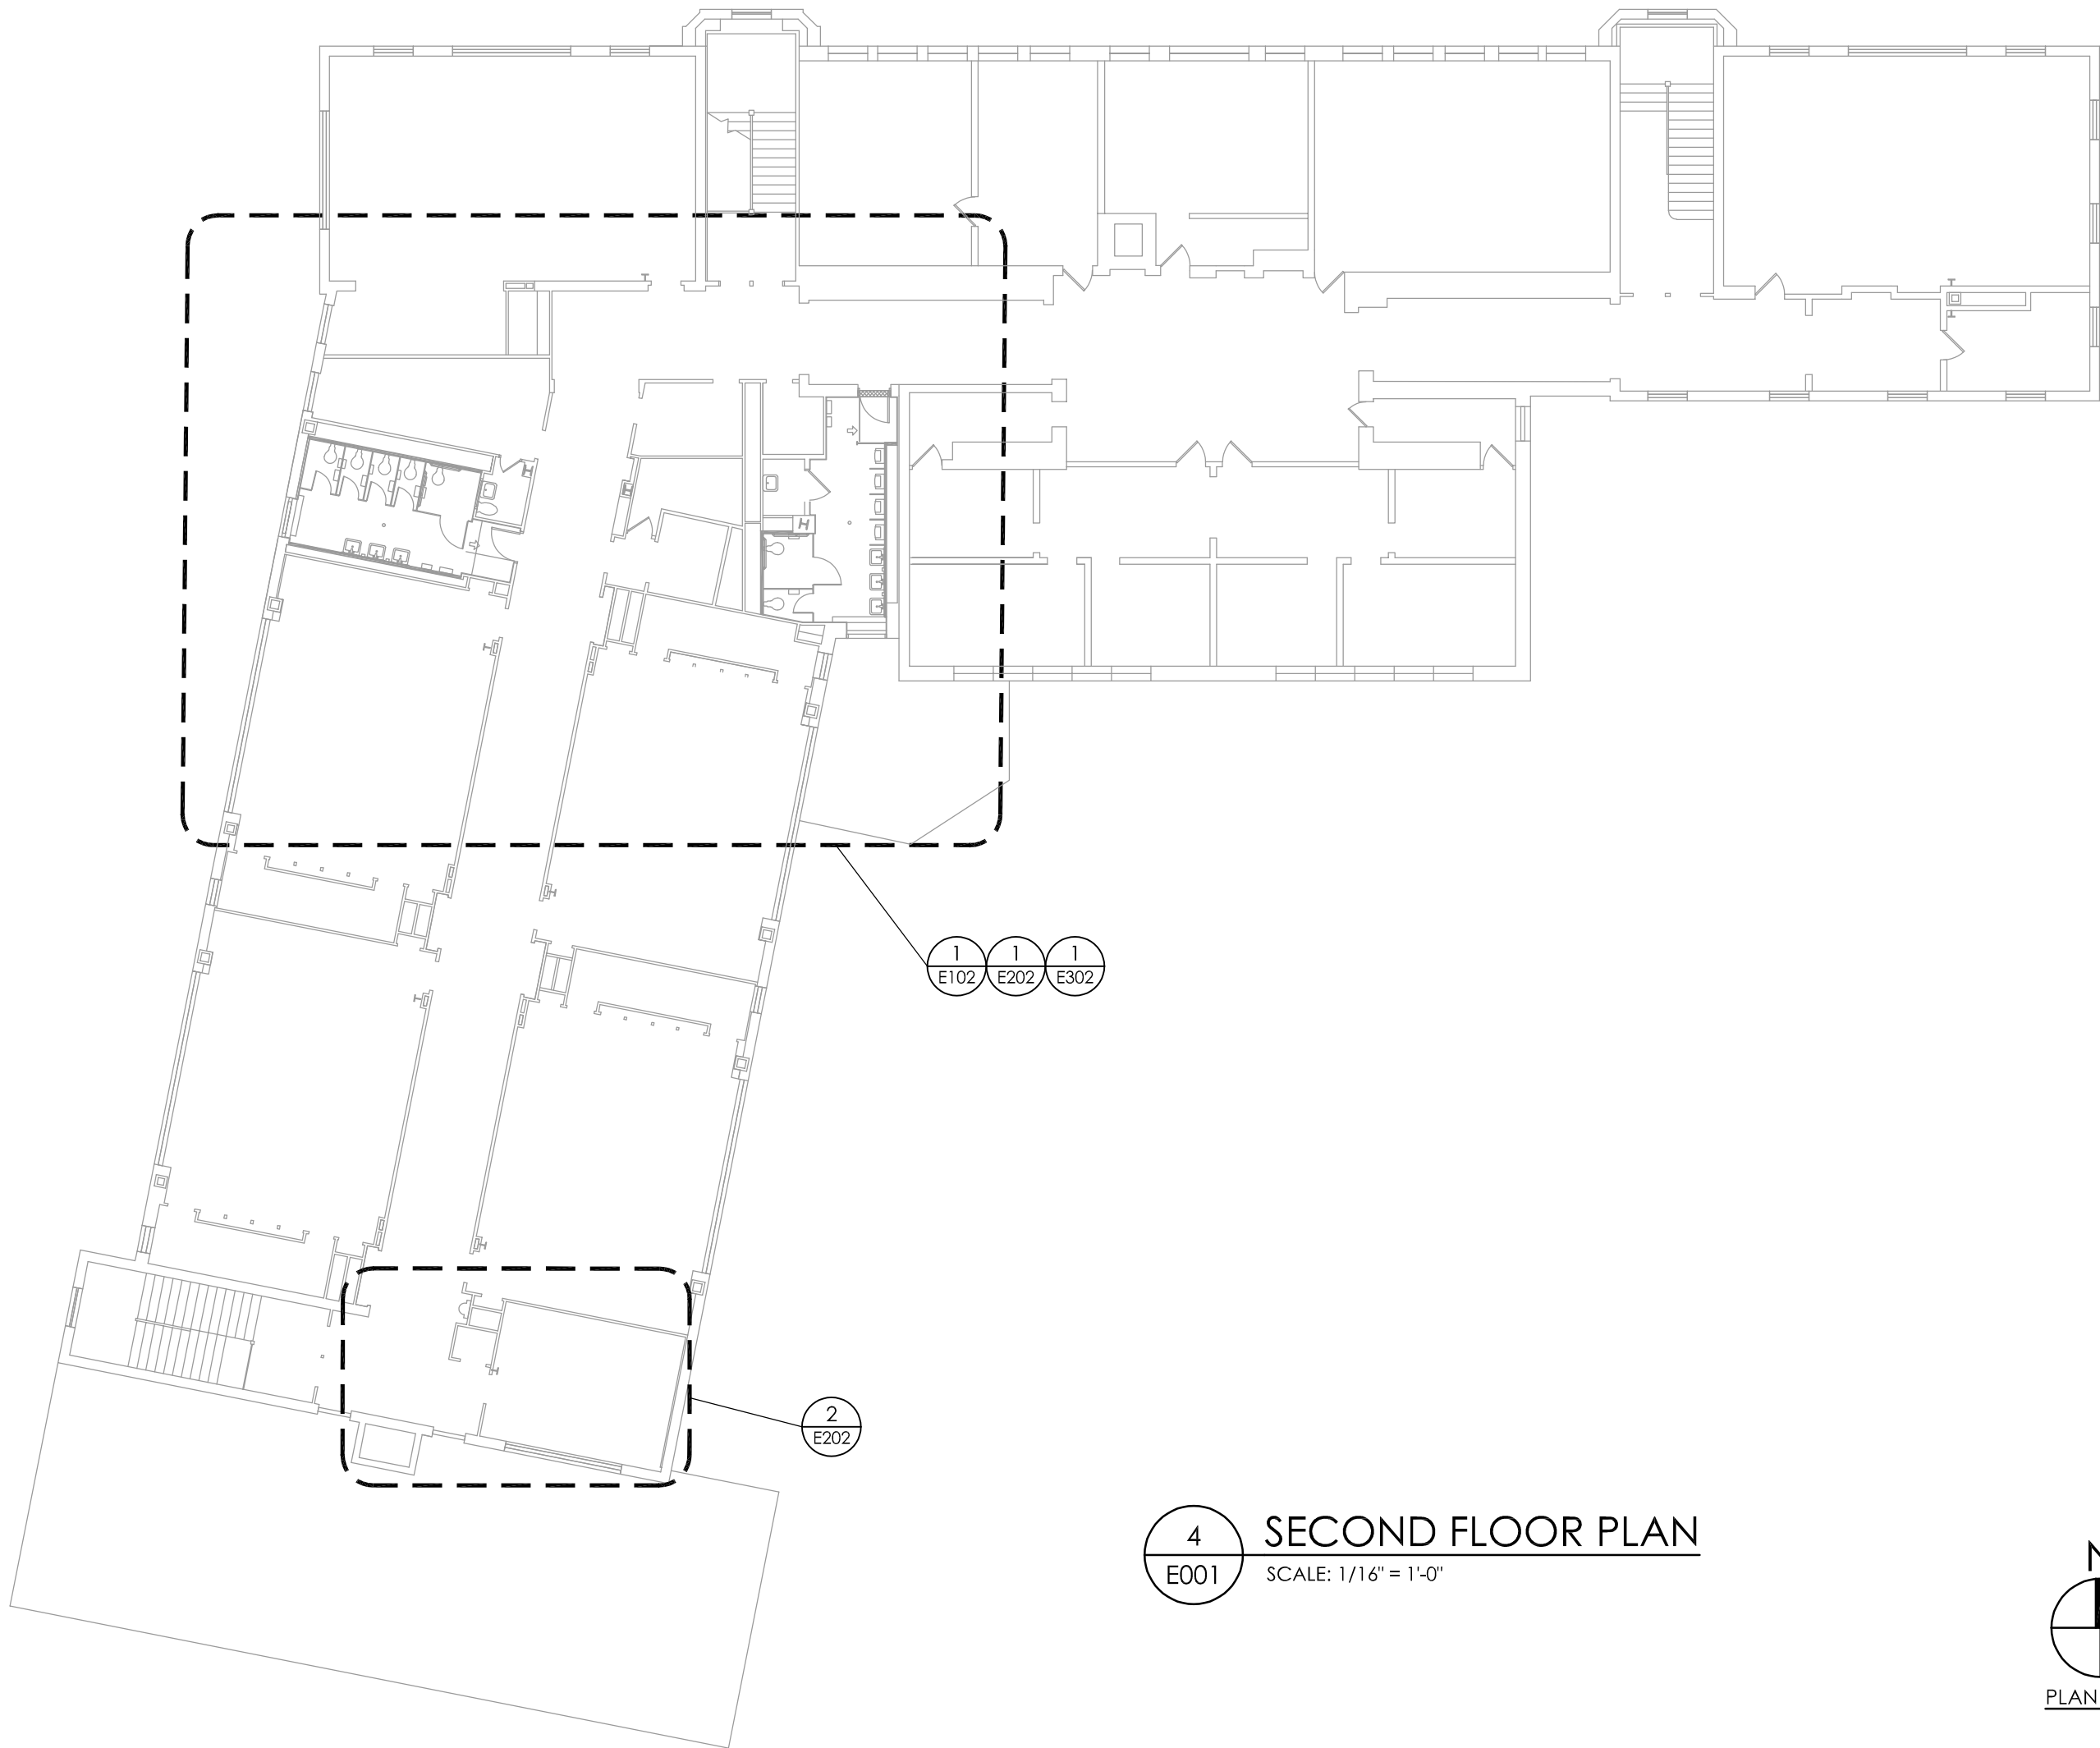 1
E102
1
E202
1
E302
2
E202
4
E001
SECOND FLOOR PLAN
SCALE: 1/16" = 1'-0"
PLAN